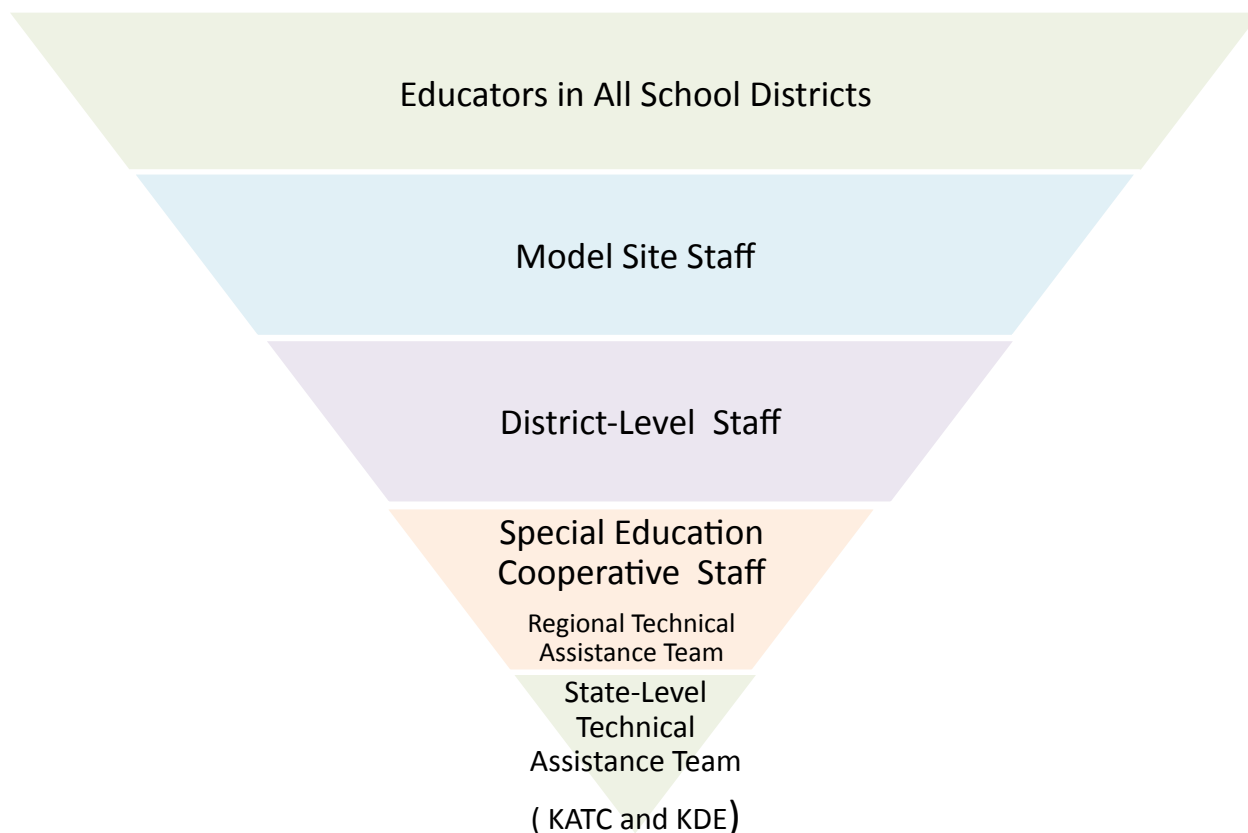 Educators in All School Districts
Model Site Staff
District-Level  Staff
Special Education
Cooperative  Staff
Regional Technical
Assistance Team
State-Level
Technical
Assistance Team
( KATC and KDE)